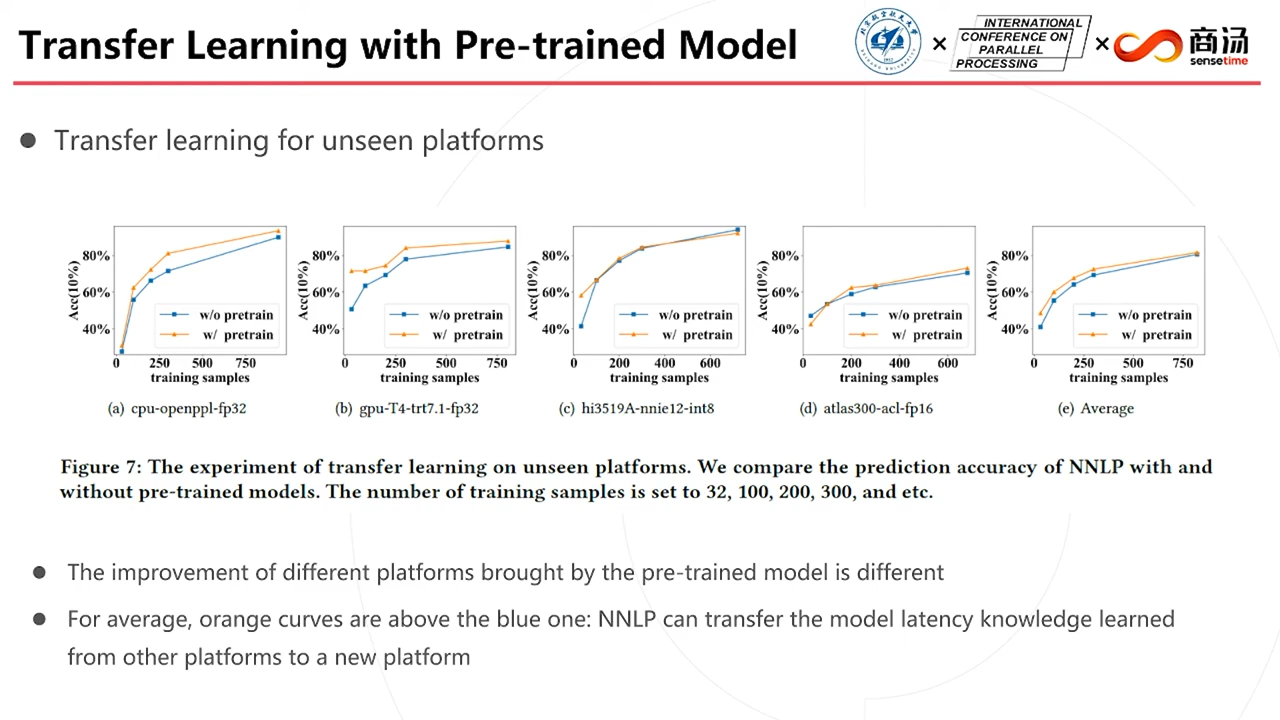 Transfer Learning with Pre-trained Model
INTERNATIONAL
CONFERENCE ON
PARALLEL
PROCESSING
×
×
商汤
sensetime
Transfer learning for unseen platforms
Acc(10%)
80%
60%
40%
w/o pretrain
w/ pretrain
0 250 500 750
training samples
(a) cpu-openppl-fp32
Acc(10%)
80%
60%
40%
w/o pretrain
w/ pretrain
0 250 500 750
training samples
(b) gpu-T4-trt7.1-fp32
Acc(10%)
80%
60%
40%
w/o pretrain
w/ pretrain
0 200 400 600
training samples
(c) hi3519A-nnie12-int8
Acc(10%)
80%
60%
40%
w/o pretrain
w/ pretrain
0 200 400 600
training samples
(d) atlas300-acl-fp16
Acc(10%)
80%
60%
40%
w/o pretrain
w/ pretrain
0 250 500 750
training samples
(e) Average
Figure 7: The experiment of transfer learning on unseen platforms. We compare the prediction accuracy of NNLP with and
without pre-trained models. The number of training samples is set to 32, 100, 200, 300, and etc.
The improvement of different platforms brought by the pre-trained model is different
For average, orange curves are above the blue one: NNLP can transfer the model latency knowledge learned
from other platforms to a new platform